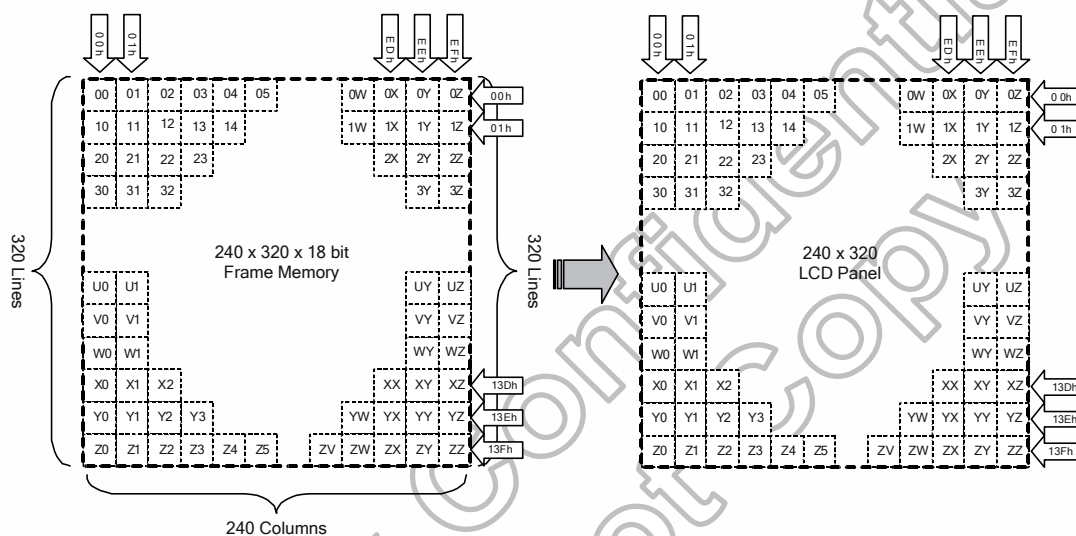 00h 01h EDh EEh EFh 00h 01h EDh EEh EFh
00 01 02 03 04 05 0W 0X 0Y 0Z 00h 00 01 02 03 04 05 0W 0X 0Y 0Z 0 0h
10 11 12 13 14 1W 1X 1Y 1Z 01h 10 11 12 13 14 1W 1X 1Y 1Z 0 1h
20 21 22 23 2X 2Y 2Z 20 21 22 23 2X 2Y 2Z
30 31 32 3Y 3Z 30 31 32 3Y 3Z
320 Lines
240 x 320 x 18 bit
Frame Memory
320 Lines
240 x 320
LCD Panel
U0 U1 UY UZ U0 U1 UY UZ
V0 V1 VY VZ V0 V1 VY VZ
W0 W1 WY WZ W0 W1 WY WZ
X0 X1 X2 XX XY XZ 13Dh X0 X1 X2 XX XY XZ 13Dh
Y0 Y1 Y2 Y3 YW YX YY YZ 13Eh Y0 Y1 Y2 Y3 YW YX YY YZ 13Eh
Z0 Z1 Z2 Z3 Z4 Z5 ZV ZW ZX ZY ZZ 13Fh Z0 Z1 Z2 Z3 Z4 Z5 ZV ZW ZX ZY ZZ 13Fh
240 Columns